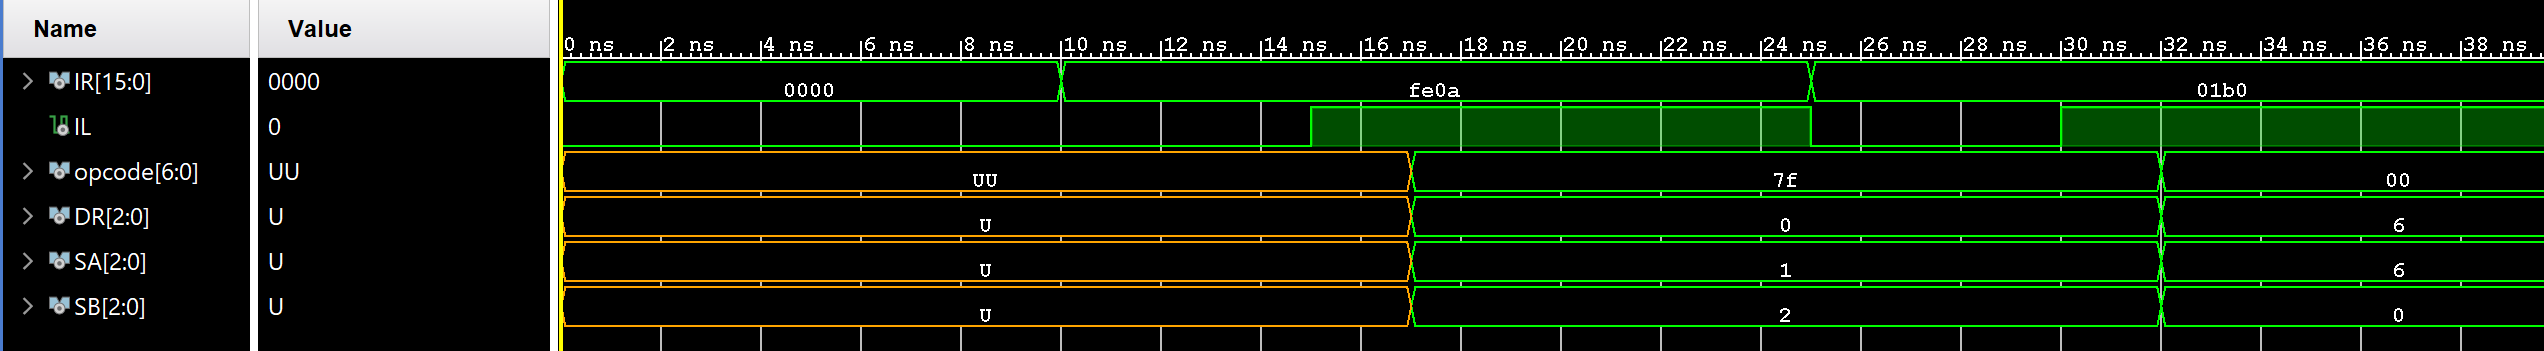 Name Value 0 ns 2 ns 4 ns 6 ns 8 ns 10 ns 12 ns 14 ns 16 ns 18 ns 20 ns 22 ns 24 ns 26 ns 28 ns 30 ns 32 ns 34 ns 36 ns 38 ns
IR[15:0] 0000 0000 fe0a 01b0
IL 0
opcode[6:0] UU UU 7f 00
DR[2:0] U U 0 6
SA[2:0] U U 1 6
SB[2:0] U U 2 0